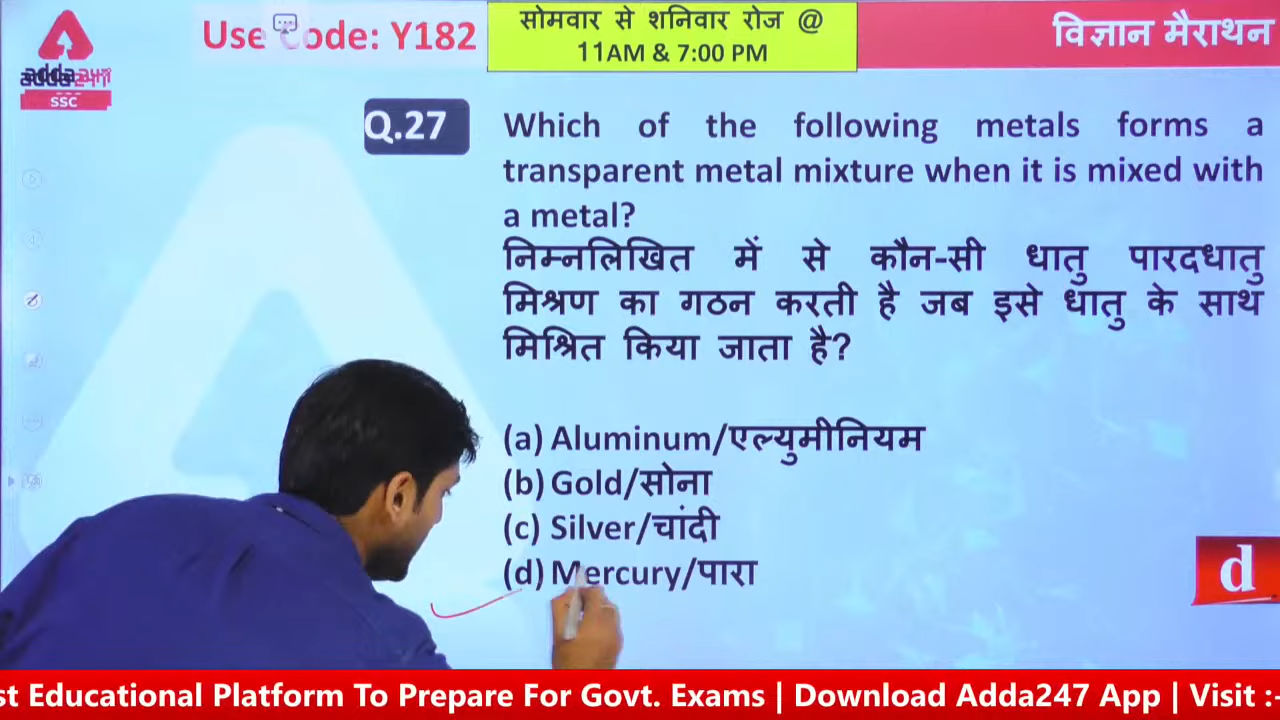 Use Code: Y182
सोमवार से शनिवार रोज @
11AM & 7:00 PM
विज्ञान मैराथन
adda247
SSC
Q.27
Which of the following metals forms a
transparent metal mixture when it is mixed with
a metal?
निम्नलिखित में से कौन-सी धातु पारदधातु
मिश्रण का गठन करती है जब इसे धातु के साथ
मिश्रित किया जाता है?
(a) Aluminum/एल्युमीनियम
(b) Gold/सोना
(c) Silver/चांदी
(d) Mercury/पारा
d
st Educational Platform To Prepare For Govt. Exams | Download Adda247 App | Visit :-